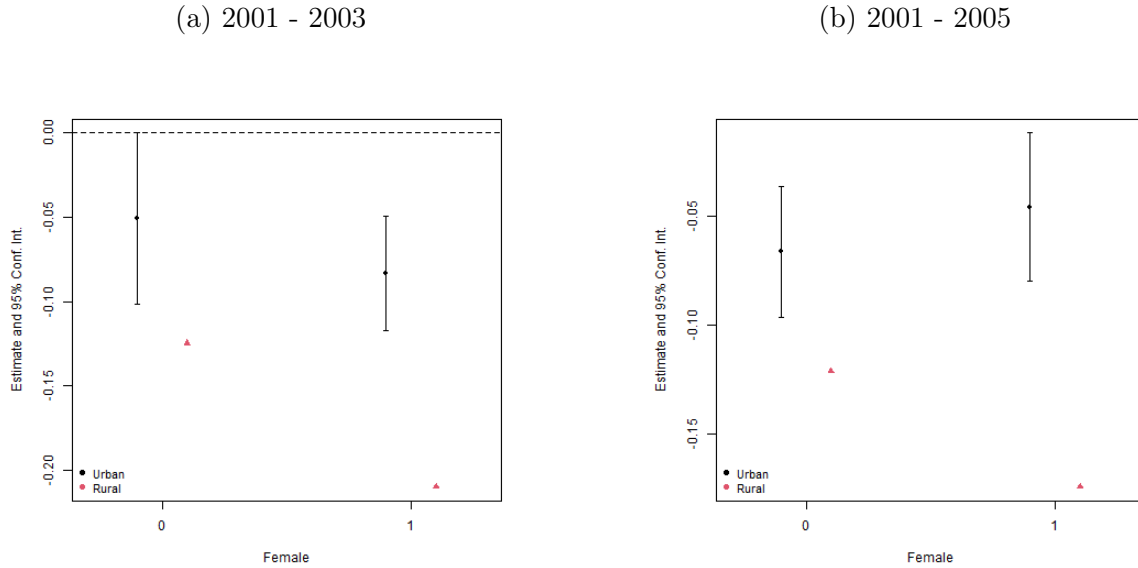 (a) 2001 - 2003
Estimate and 95% Conf. Int.
0.00
-0.05
-0.10
-0.15
-0.20
Urban
Rural
0
1
Female
(b) 2001 - 2005
Estimate and 95% Conf. Int.
-0.05
-0.10
-0.15
Urban
Rural
0
1
Female